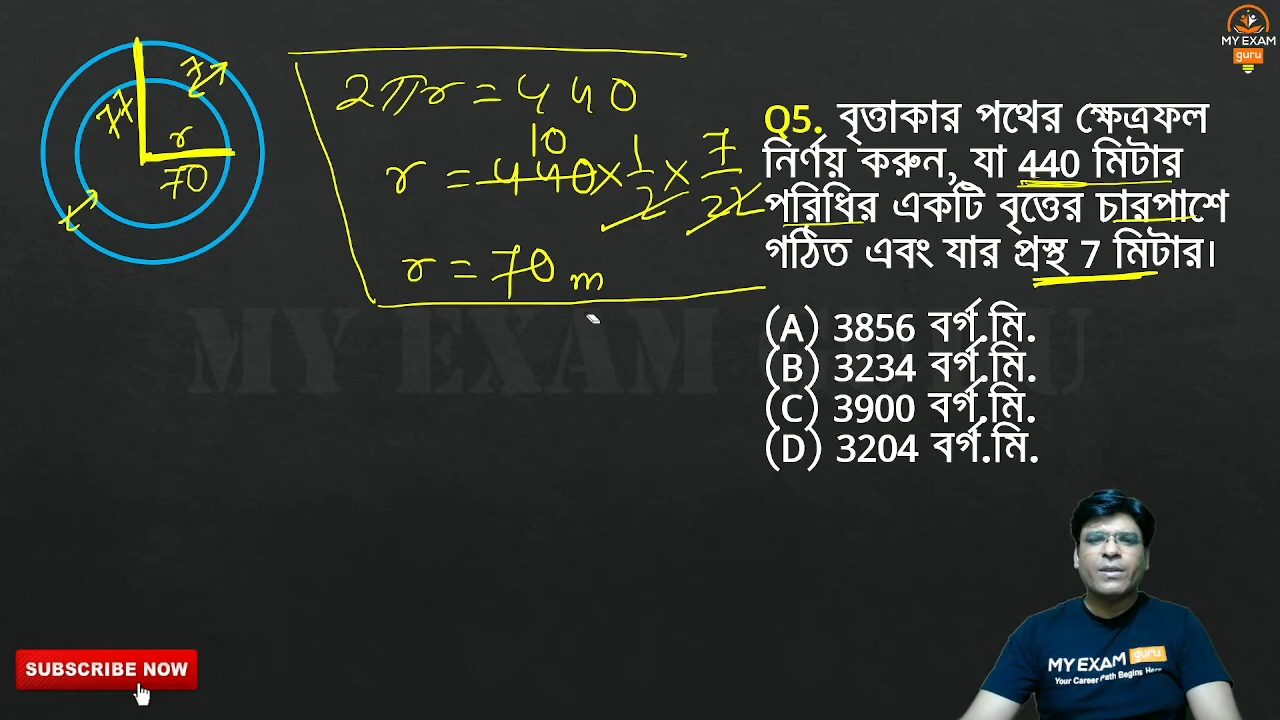 MY EXAM
guru
7
77
r
70
t
2πr = 440
10
r = 440 × 1/2 × 7/22
r = 70 m
Q5. বৃত্তাকার পথের ক্ষেত্রফল
নির্ণয় করুন, যা 440 মিটার
পরিধির একটি বৃত্তের চারপাশে
গঠিত এবং যার প্রস্থ 7 মিটার।
(A) 3856 বর্গ.মি.
(B) 3234 বর্গ.মি.
(C) 3900 বর্গ.মি.
(D) 3204 বর্গ.মি.
MY EXAM GURU
SUBSCRIBE NOW
MY EXAM guru
Your Career Path Begins Here